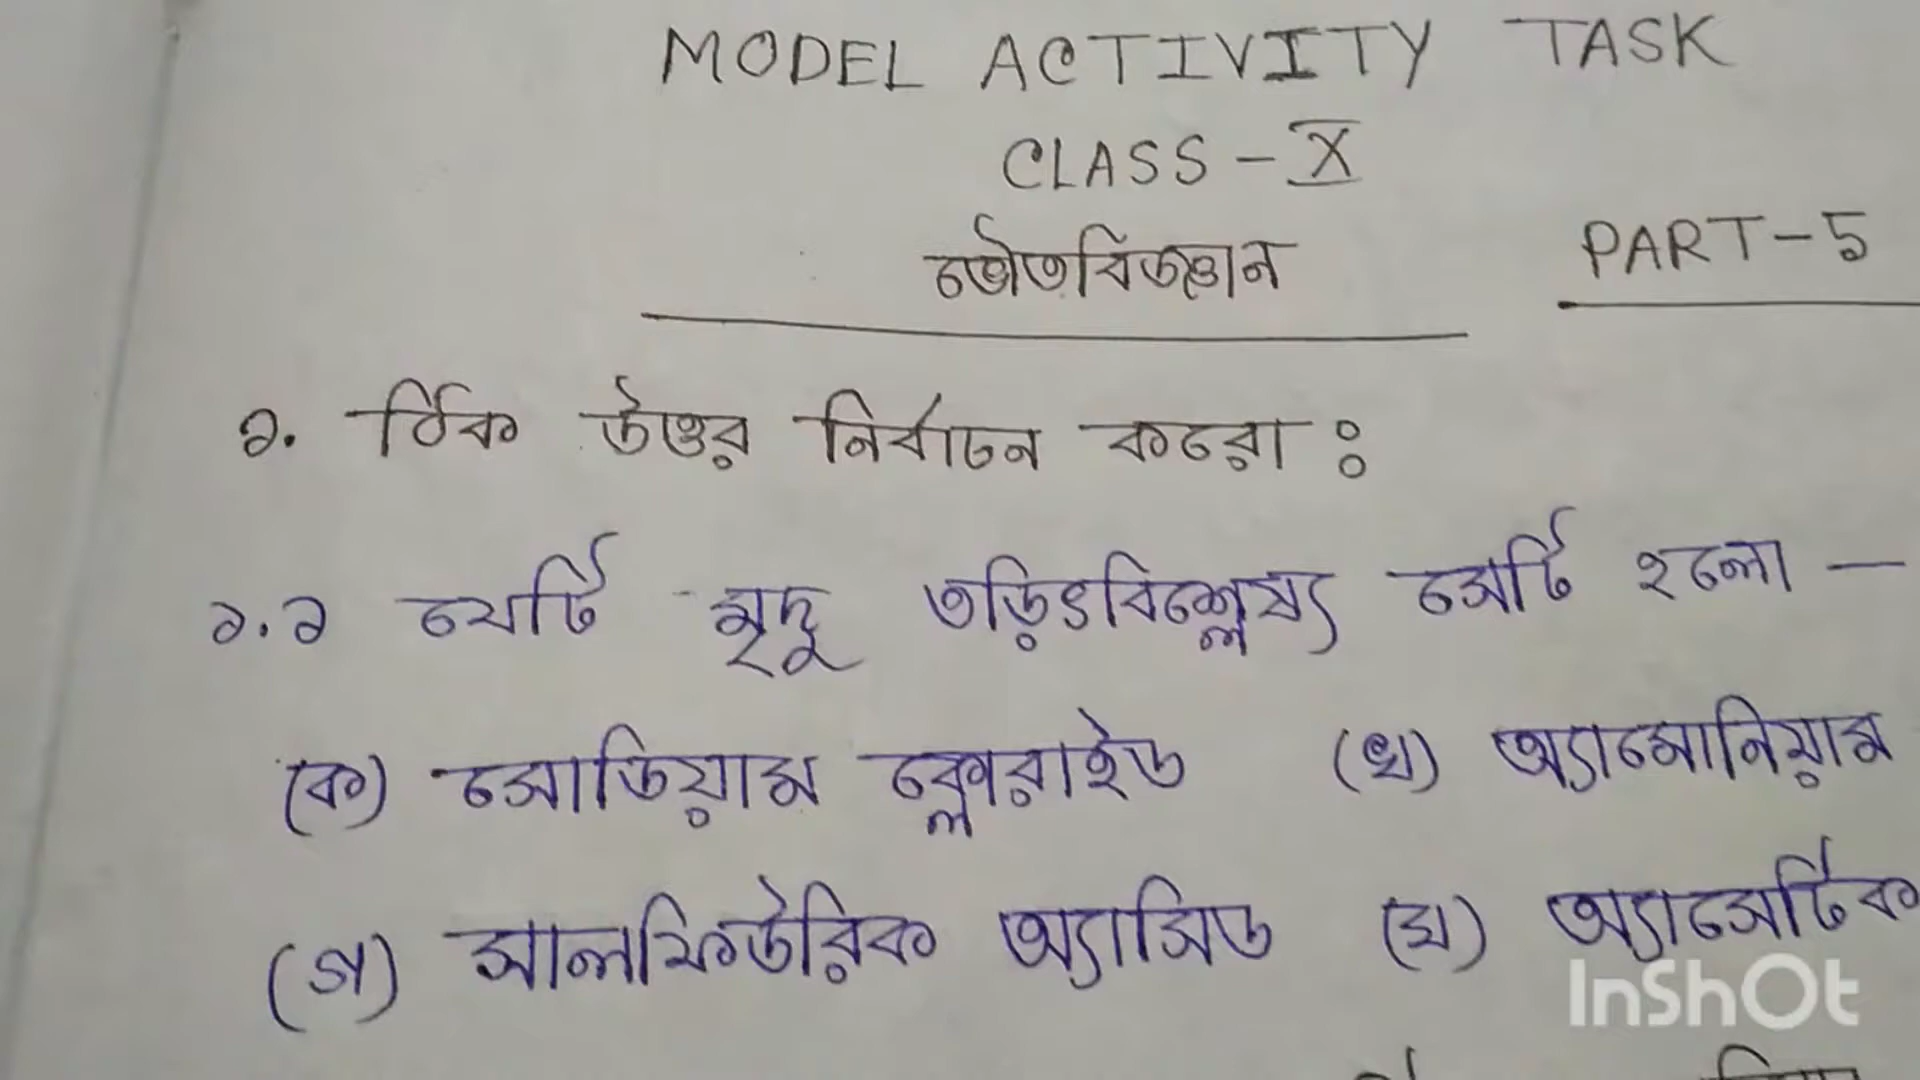 MODEL ACTIVITY TASK
CLASS - X
ভৌতবিজ্ঞান
PART-5
১. ঠিক উত্তর নির্বাচন করো :
১.১ যেটি মৃদু তড়িৎবিশ্লেষ্য সেটি হলো —
(ক) সোডিয়াম ক্লোরাইড (খ) অ্যামোনিয়াম
(গ) সালফিউরিক অ্যাসিড (ঘ) অ্যাসেটিক
InShOt